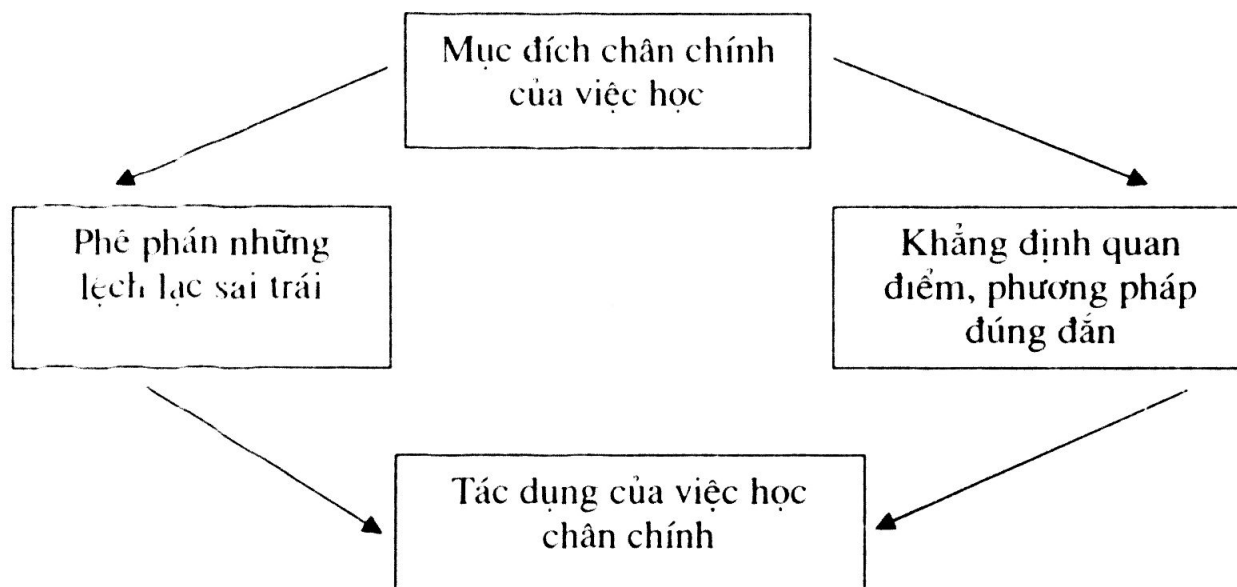 Mục đích chân chính
của việc học
Phê phán những
lệch lạc sai trái
Khẳng định quan
điểm, phương pháp
đúng đắn
Tác dụng của việc học
chân chính